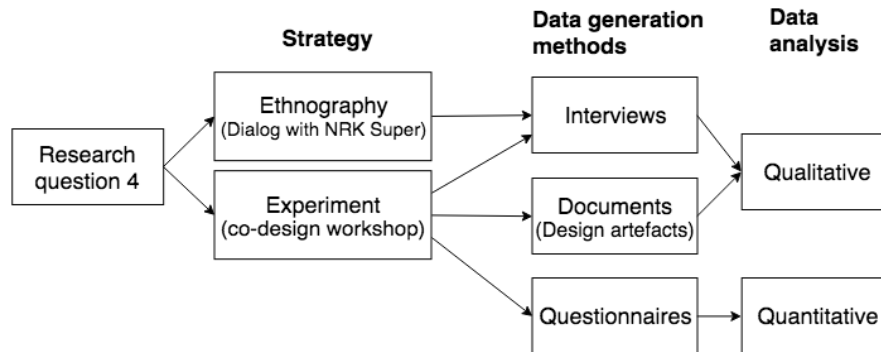 Strategy
Data generation
methods
Data
analysis
Research
question 4
Ethnography
(Dialog with NRK Super)
Experiment
(co-design workshop)
Interviews
Documents
(Design artefacts)
Questionnaires
Qualitative
Quantitative